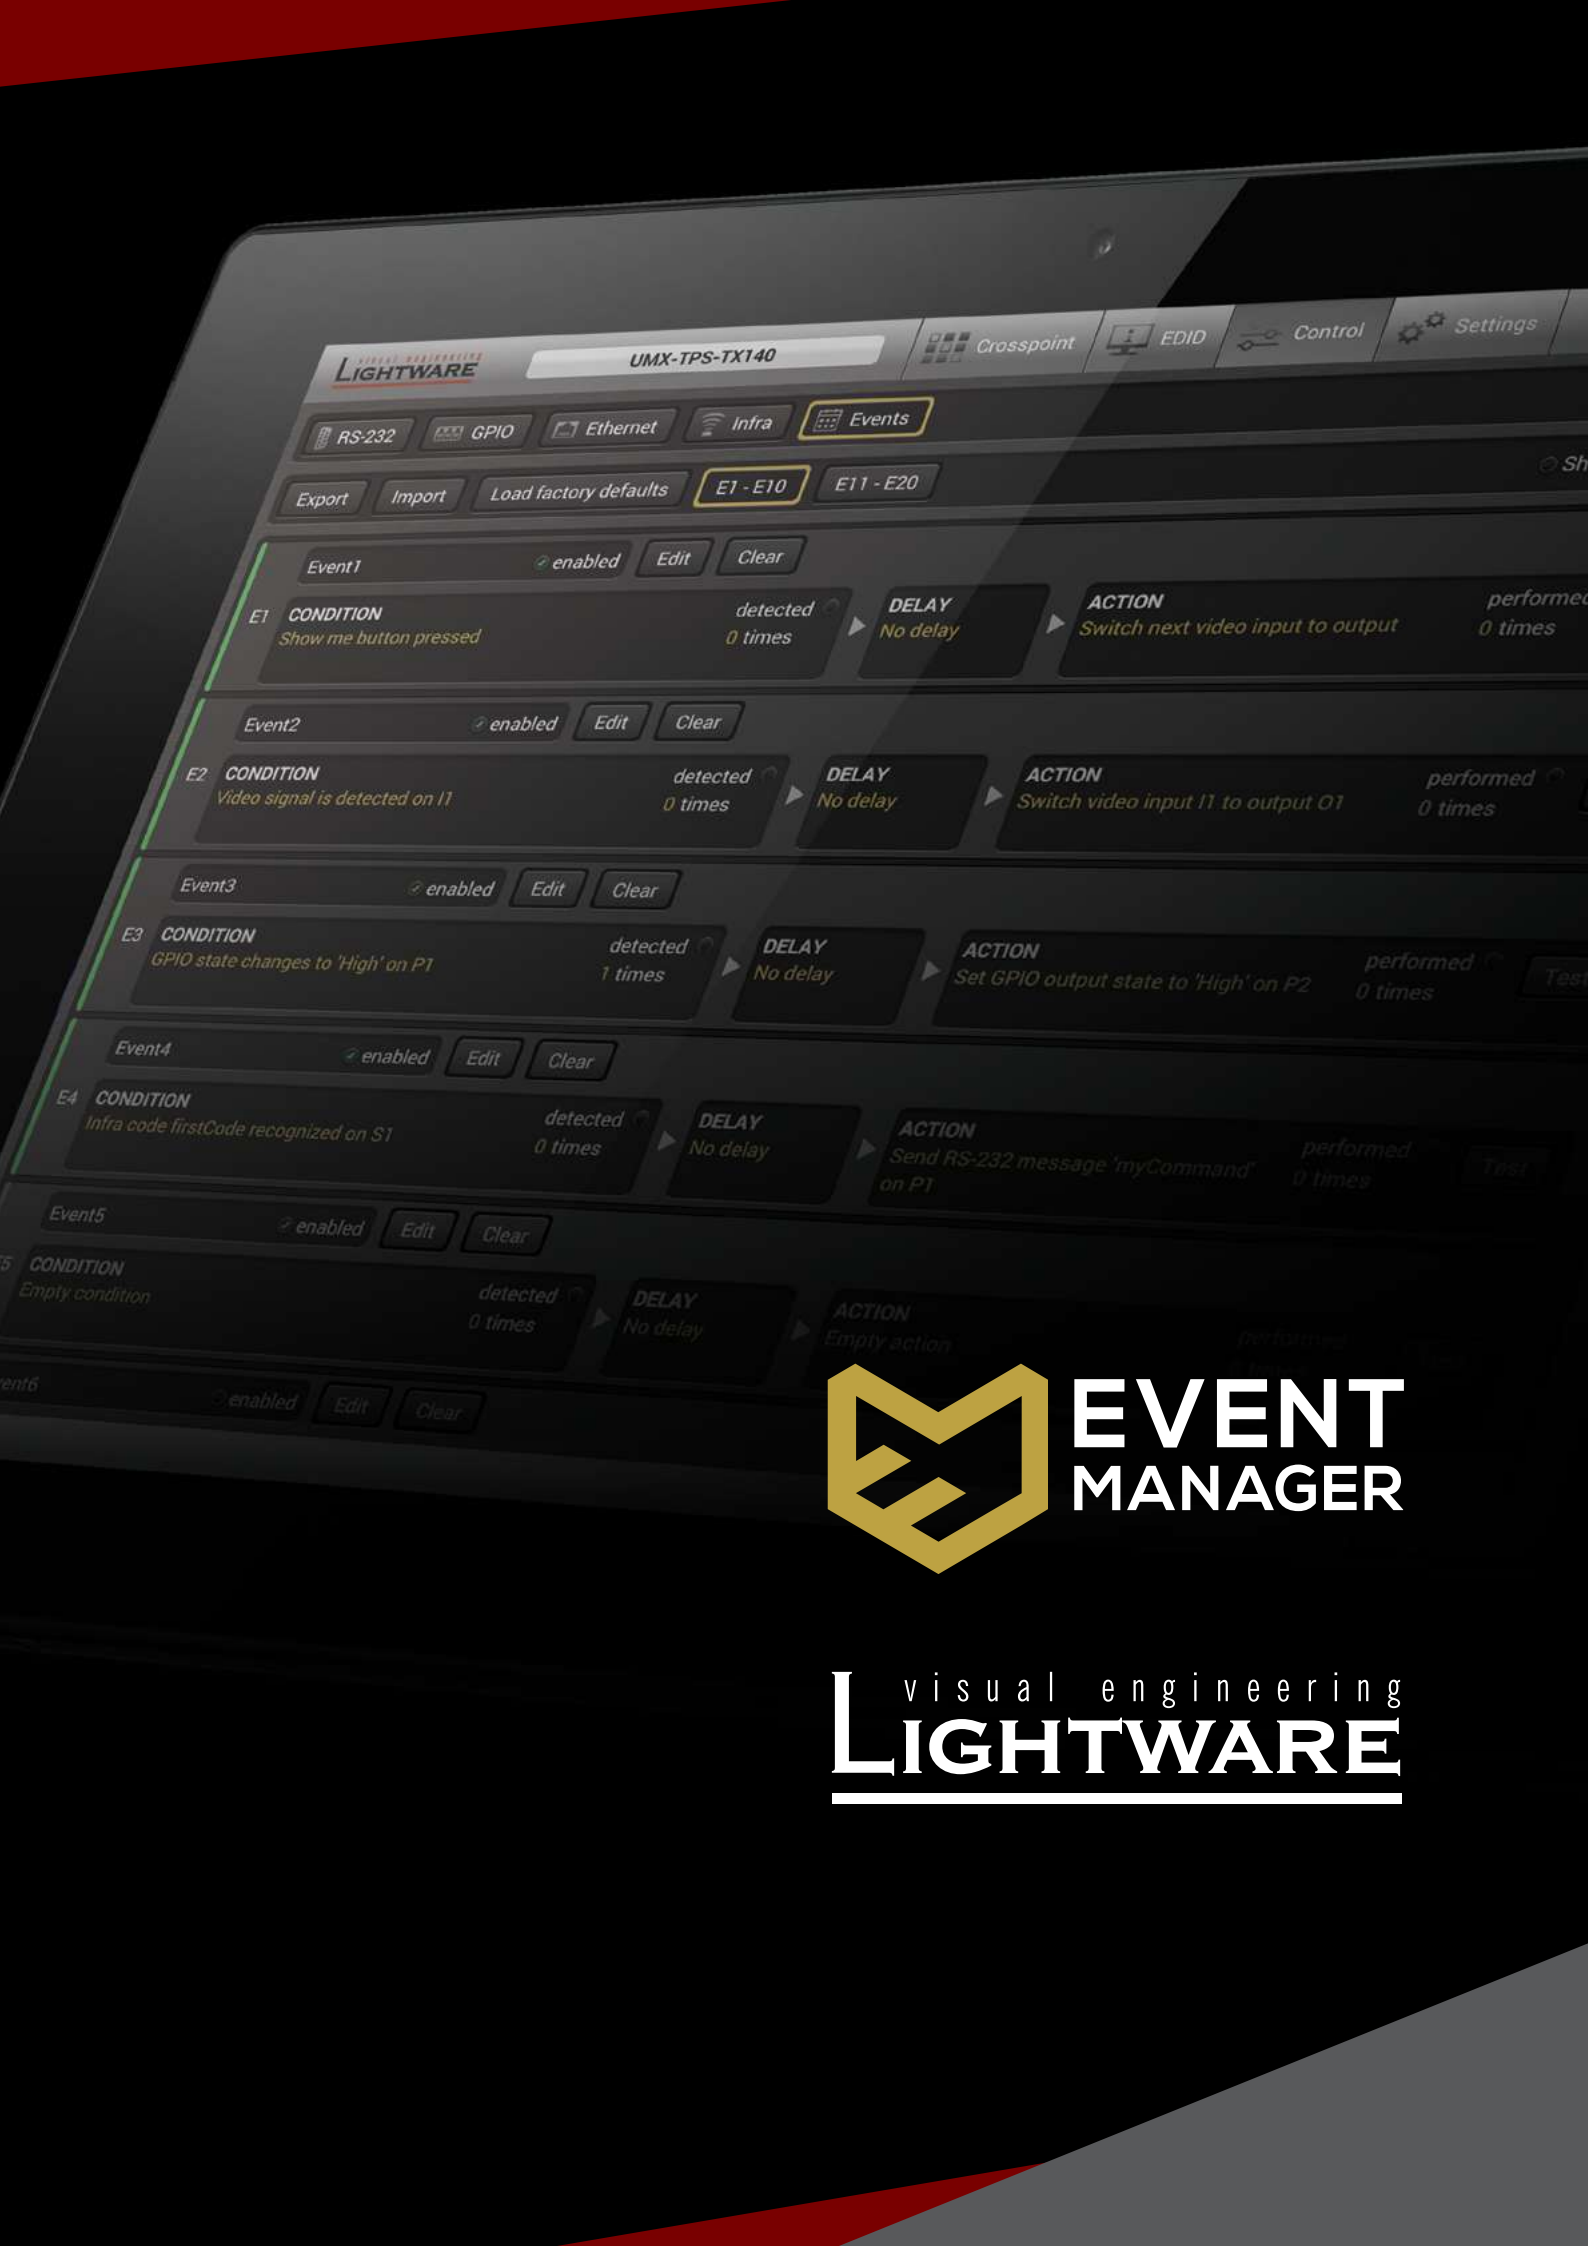 visual engineering
LIGHTWARE
UMX-TPS-TX140
Crosspoint
EDID
Control
Settings
RS-232
GPIO
Ethernet
Infra
Events
Export
Import
Load factory defaults
E1 - E10
E11 - E20
Event1
enabled
Edit
Clear
E1
CONDITION
Show me button pressed
detected
0 times
DELAY
No delay
ACTION
Switch next video input to output
0 times
Event2
enabled
Edit
Clear
E2
CONDITION
Video signal is detected on I1
detected
0 times
DELAY
No delay
ACTION
Switch video input I1 to output O1
performed
0 times
Event3
enabled
Edit
Clear
E3
CONDITION
GPIO state changes to 'High' on P1
detected
1 times
DELAY
No delay
ACTION
Set GPIO output state to 'High' on P2
performed
0 times
Test
Event4
enabled
Edit
Clear
E4
CONDITION
Infra code firstCode recognized on S1
detected
0 times
DELAY
No delay
ACTION
Send RS-232 message 'myCommand'
on P1
performed
0 times
Test
Event5
enabled
Edit
Clear
CONDITION
Empty condition
detected
0 times
DELAY
No delay
ACTION
Empty action
performed
enabled
Edit
Clear
EVENT
MANAGER
visual engineering
LIGHTWARE